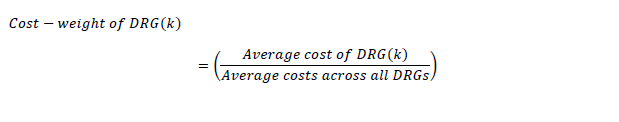 Cost − weight of DRG(k)
= (Average cost of DRG(k)
Average costs across all DRGs)